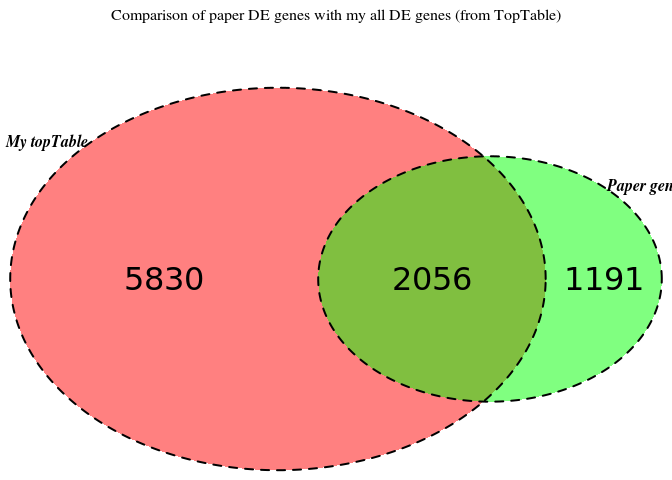 Comparison of paper DE genes with my all DE genes (from TopTable)
My topTable
Paper gen
5830
2056
1191